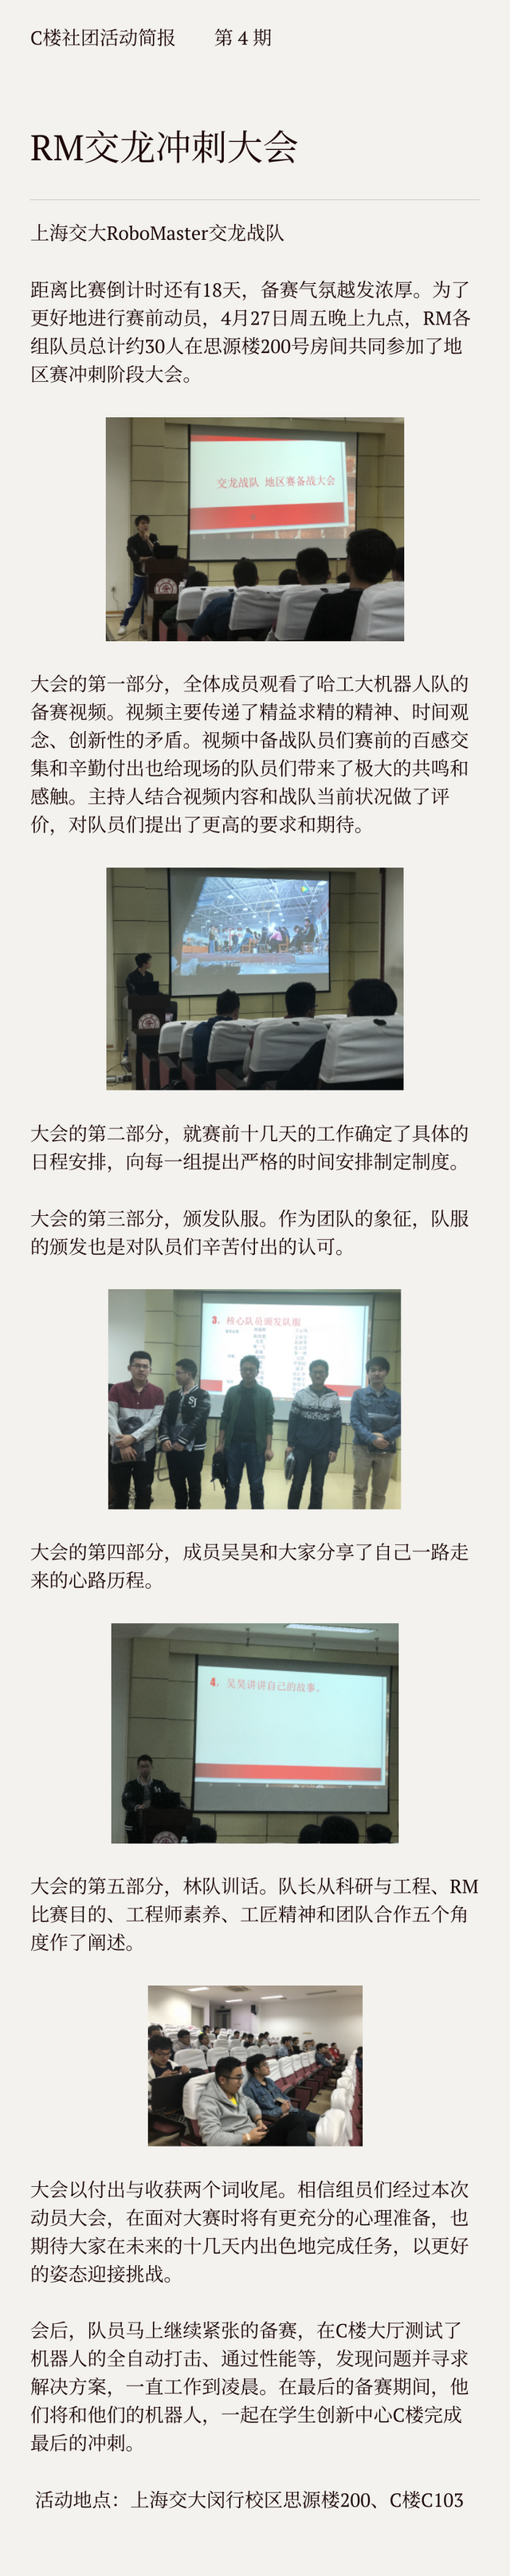 C楼社团活动简报 第 4 期
RM交龙冲刺大会
上海交大RoboMaster交龙战队
距离比赛倒计时还有18天，备赛气氛越发浓厚。为了
更好地进行赛前动员，4月27日周五晚上九点，RM各
组队员总计约30人在思源楼200号房间共同参加了地
区赛冲刺阶段大会。
交龙战队 地区赛备战大会
大会的第一部分，全体成员观看了哈工大机器人队的
备赛视频。视频主要传递了精益求精的精神、时间观
念、创新性的矛盾。视频中备战队员们赛前的百感交
集和辛勤付出也给现场的队员们带来了极大的共鸣和
感触。主持人结合视频内容和战队当前状况做了评
价，对队员们提出了更高的要求和期待。
大会的第二部分，就赛前十几天的工作确定了具体的
日程安排，向每一组提出严格的时间安排制定制度。
大会的第三部分，颁发队服。作为团队的象征，队服
的颁发也是对队员们辛苦付出的认可。
3. 核心队员颁发队服
SJ
大会的第四部分，成员吴昊和大家分享了自己一路走
来的心路历程。
4. 吴昊讲讲自己的故事。
大会的第五部分，林队训话。队长从科研与工程、RM
比赛目的、工程师素养、工匠精神和团队合作五个角
度作了阐述。
大会以付出与收获两个词收尾。相信组员们经过本次
动员大会，在面对大赛时将有更充分的心理准备，也
期待大家在未来的十几天内出色地完成任务，以更好
的姿态迎接挑战。
会后，队员马上继续紧张的备赛，在C楼大厅测试了
机器人的全自动打击、通过性能等，发现问题并寻求
解决方案，一直工作到凌晨。在最后的备赛期间，他
们将和他们的机器人，一起在学生创新中心C楼完成
最后的冲刺。
活动地点：上海交大闵行校区思源楼200、C楼C103